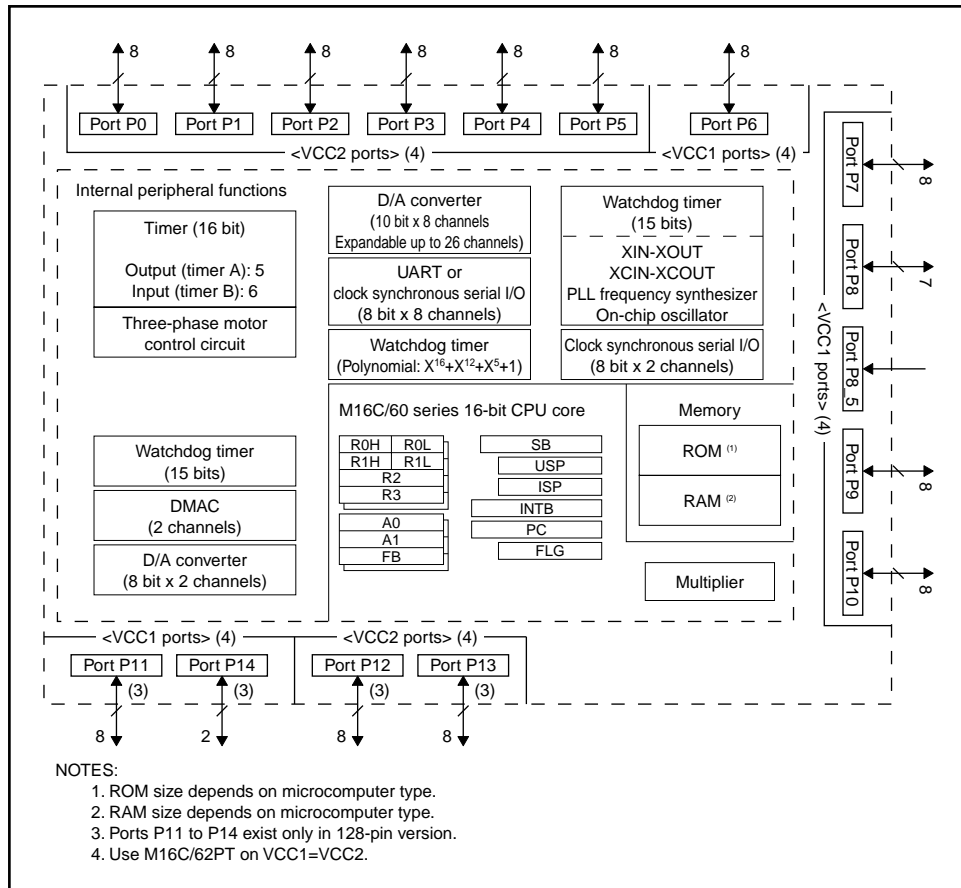 8
8
8
8
8
8
8
Port P0
Port P1
Port P2
Port P3
Port P4
Port P5
Port P6
<VCC2 ports> (4)
<VCC1 ports> (4)
Internal peripheral functions
Timer (16 bit)
Output (timer A): 5
Input (timer B): 6
Three-phase motor
control circuit
D/A converter
(10 bit x 8 channels
Expandable up to 26 channels)
UART or
clock synchronous serial I/O
(8 bit x 8 channels)
Watchdog timer
(Polynomial: X¹⁶+X¹²+X⁵+1)
Watchdog timer
(15 bits)
XIN-XOUT
XCIN-XCOUT
PLL frequency synthesizer
On-chip oscillator
Clock synchronous serial I/O
(8 bit x 2 channels)
Watchdog timer
(15 bits)
DMAC
(2 channels)
D/A converter
(8 bit x 2 channels)
M16C/60 series 16-bit CPU core
R0H R0L
R1H R1L
R2
R3
A0
A1
FB
SB
USP
ISP
INTB
PC
FLG
Memory
ROM (1)
RAM (2)
Multiplier
<VCC1 ports> (4)
Port P7
8
Port P8
7
Port P8_5
Port P9
8
Port P10
8
<VCC1 ports> (4)
<VCC2 ports> (4)
Port P11
Port P14
Port P12
Port P13
(3)
(3)
(3)
(3)
8
2
8
8
NOTES:
1. ROM size depends on microcomputer type.
2. RAM size depends on microcomputer type.
3. Ports P11 to P14 exist only in 128-pin version.
4. Use M16C/62PT on VCC1=VCC2.